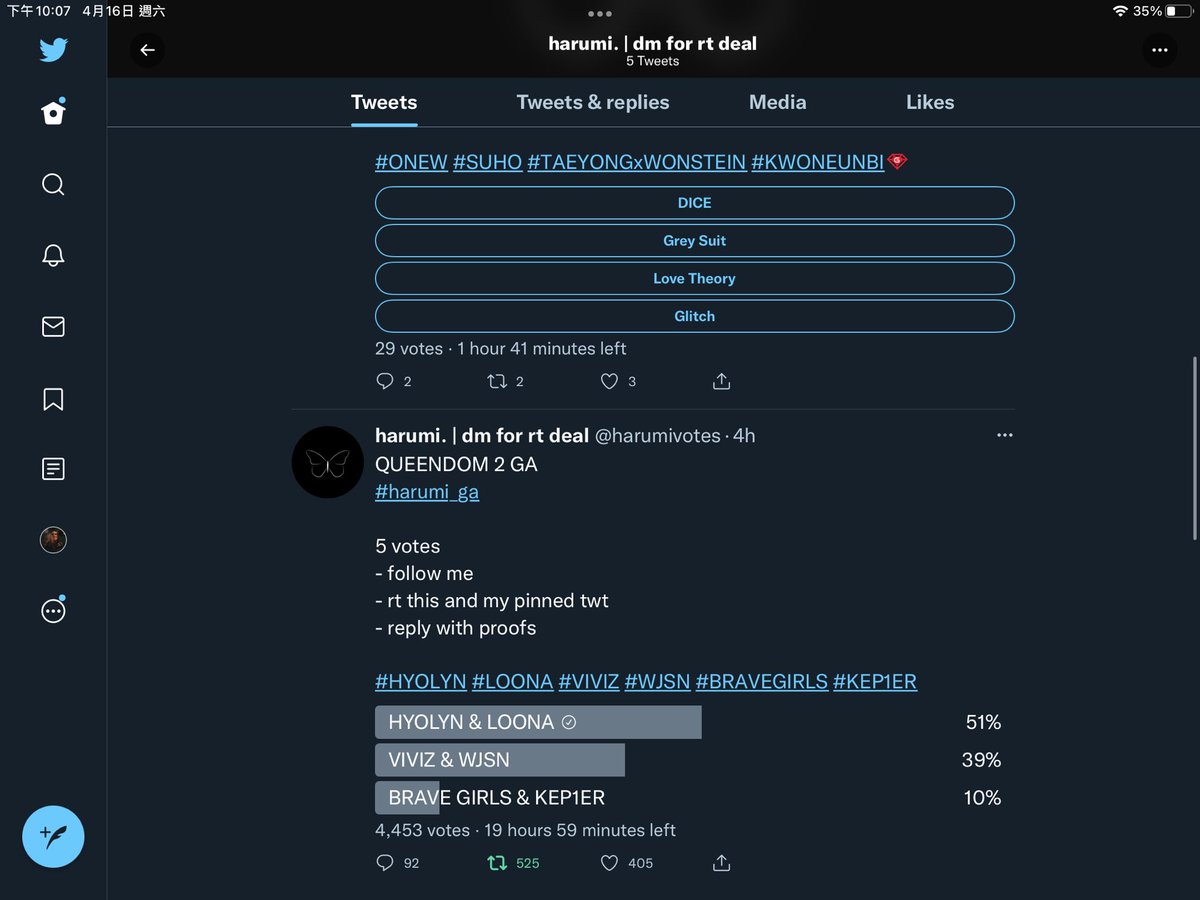 下午10:07 4月16日 週六
35%
harumi. | dm for rt deal
5 Tweets
Tweets
Tweets & replies
Media
Likes
#ONEW #SUHO #TAEYONGxWONSTEIN #KWONEUNBI
DICE
Grey Suit
Love Theory
Glitch
29 votes · 1 hour 41 minutes left
2 2 3
harumi. | dm for rt deal @harumivotes · 4h
QUEENDOM 2 GA
#harumi_ga
5 votes
- follow me
- rt this and my pinned twt
- reply with proofs
#HYOLYN #LOONA #VIVIZ #WJSN #BRAVEGIRLS #KEP1ER
HYOLYN & LOONA 51%
VIVIZ & WJSN 39%
BRAVE GIRLS & KEP1ER 10%
4,453 votes · 19 hours 59 minutes left
92 525 405